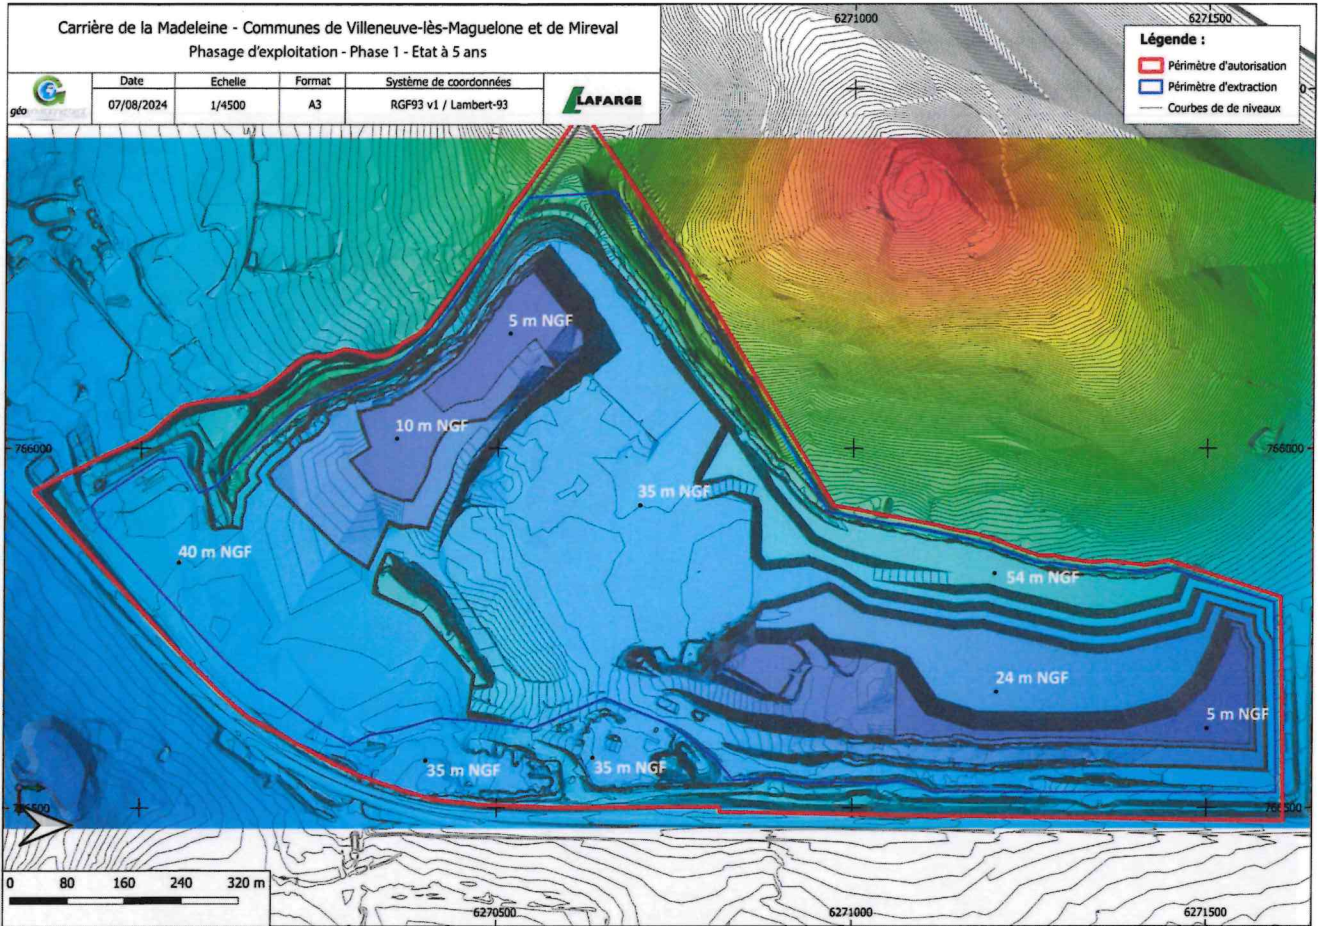 Carrière de la Madeleine - Communes de Villeneuve-lès-Maguelone et de Mireval
Phasage d'exploitation - Phase 1 - Etat à 5 ans
géo
Date
Echelle
Format
Système de coordonnées
07/08/2024
1/4500
A3
RGF93 v1 / Lambert-93
LAFARGE
6271000
6271500
Légende :
Périmètre d'autorisation
Périmètre d'extraction
Courbes de de niveaux
0
5 m NGF
10 m NGF
766000
766000
35 m NGF
40 m NGF
54 m NGF
24 m NGF
5 m NGF
35 m NGF
35 m NGF
0 80 160 240 320 m
6270500
6271000
6271500